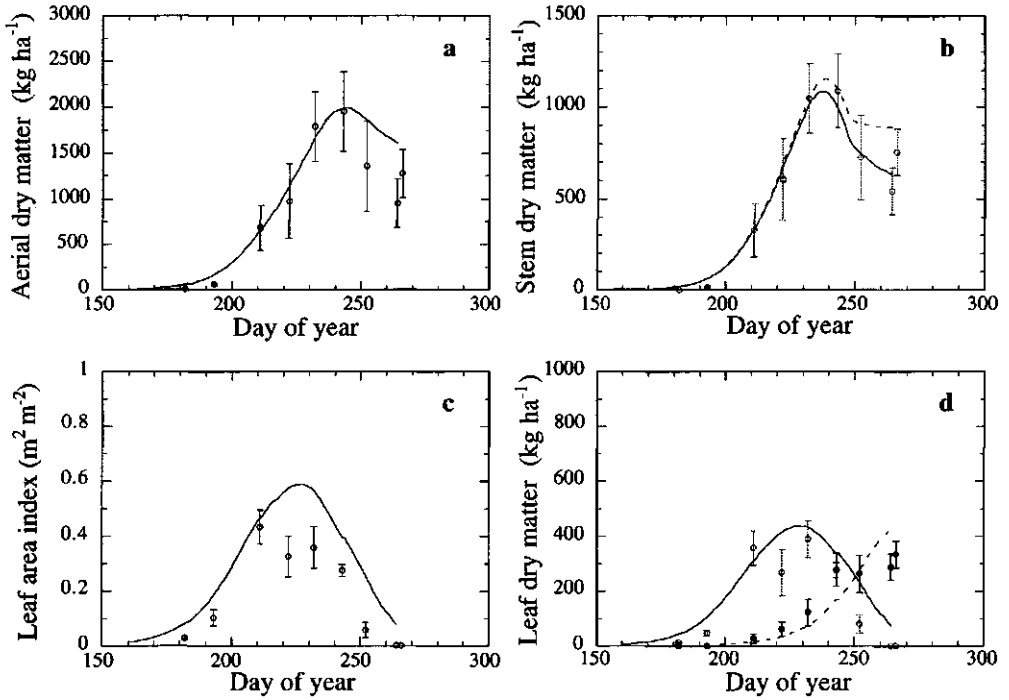 a
Aerial dry matter (kg ha⁻¹)
3000
2500
2000
1500
1000
500
0
150 200 250 300
Day of year
b
Stem dry matter (kg ha⁻¹)
1500
1000
500
0
150 200 250 300
Day of year
c
Leaf area index (m² m⁻²)
1
0.8
0.6
0.4
0.2
0
150 200 250 300
Day of year
d
Leaf dry matter (kg ha⁻¹)
1000
800
600
400
200
0
150 200 250 300
Day of year